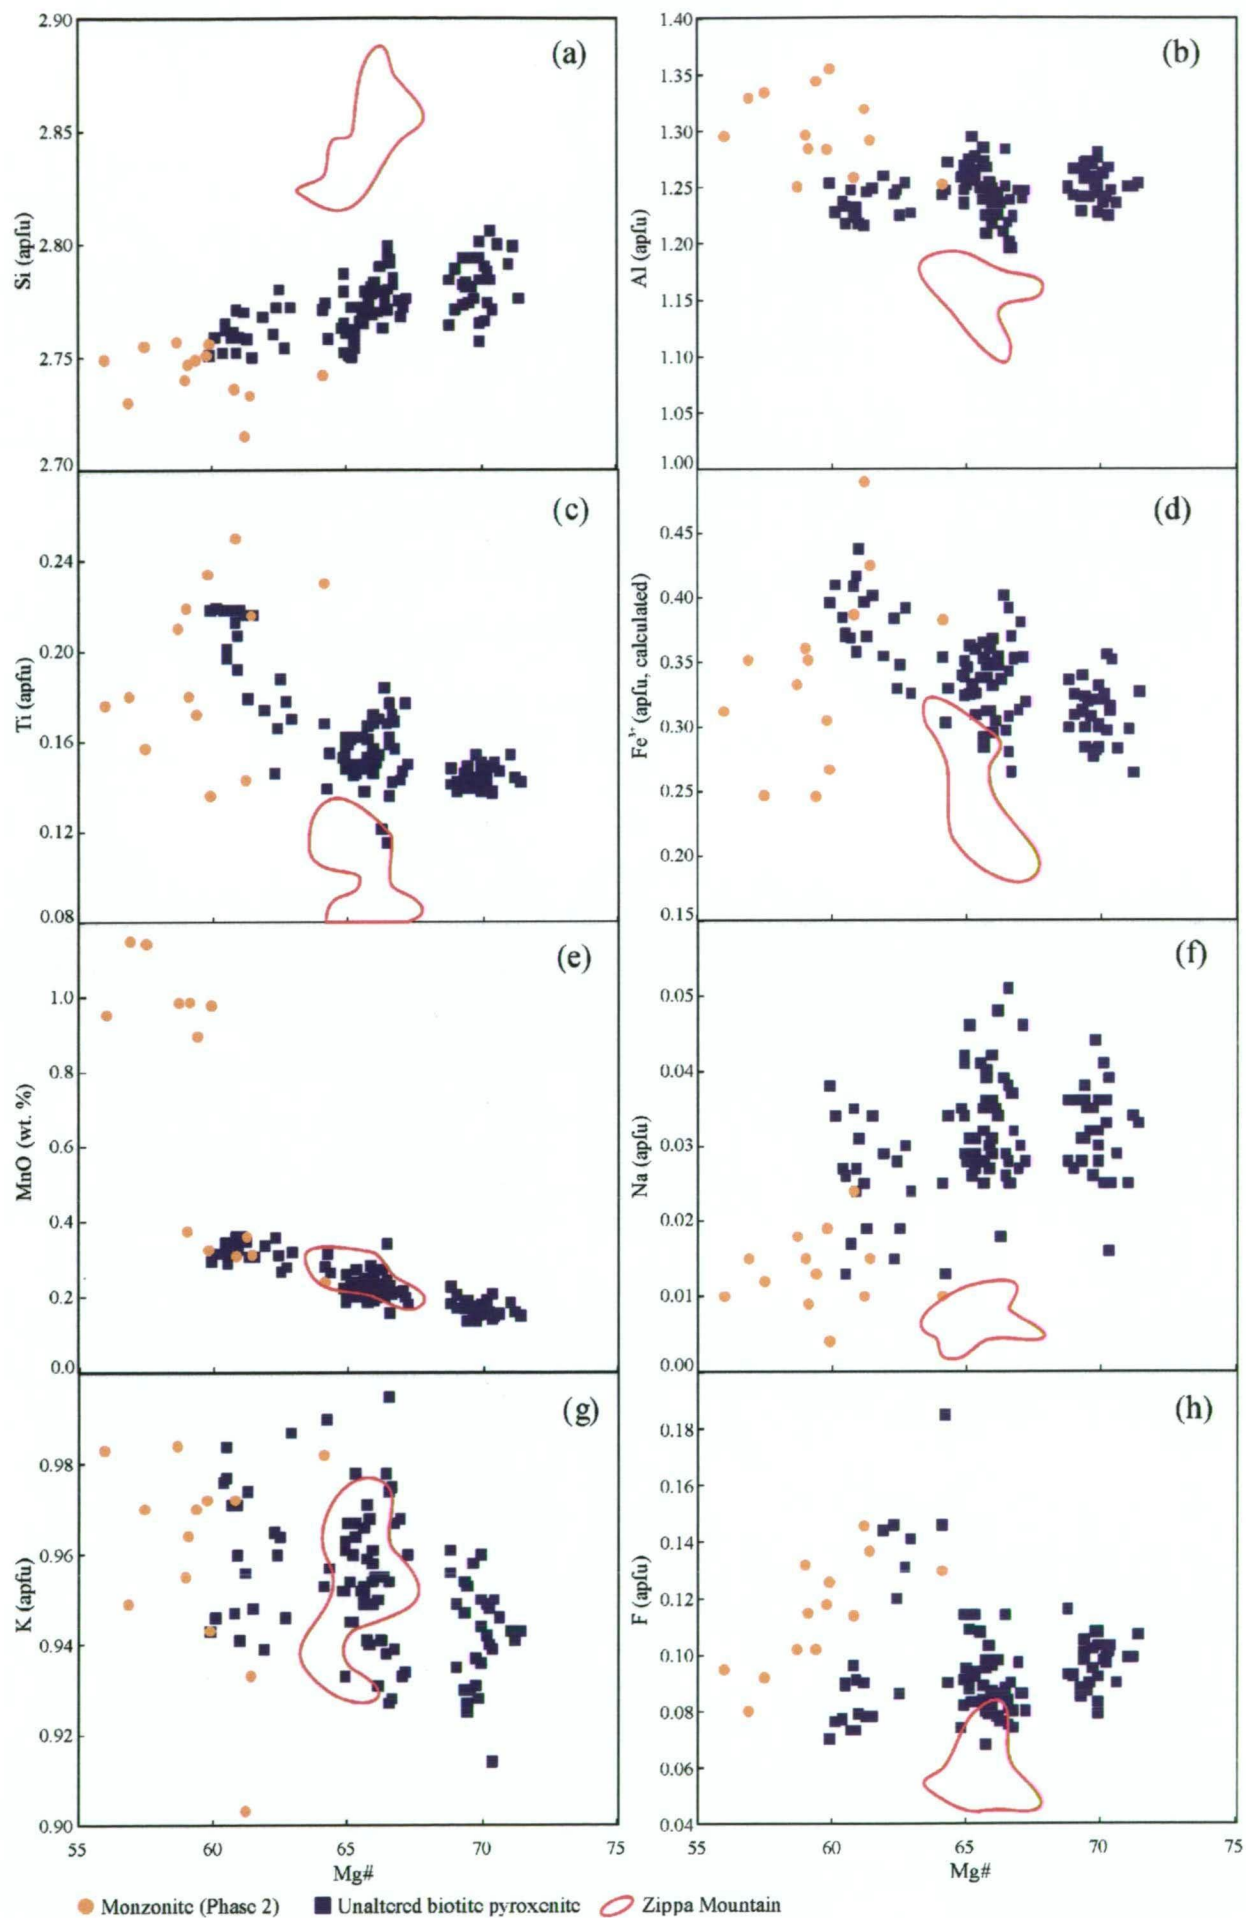 2.90
2.85
2.80
2.75
2.70
Si (apfu)
(a)
1.40
1.35
1.30
1.25
1.20
1.15
1.10
1.05
1.00
Al (apfu)
(b)
0.24
0.20
0.16
0.12
0.08
Ti (apfu)
(c)
0.45
0.40
0.35
0.30
0.25
0.20
0.15
Fe³⁺ (apfu, calculated)
(d)
1.0
0.8
0.6
0.4
0.2
0.0
MnO (wt. %)
(e)
0.05
0.04
0.03
0.02
0.01
0.00
Na (apfu)
(f)
0.98
0.96
0.94
0.92
0.90
K (apfu)
(g)
55 60 65 70
Mg#
0.18
0.16
0.14
0.12
0.10
0.08
0.06
0.04
F (apfu)
(h)
55 60 65 70 75
Mg#
Monzonite (Phase 2) Unaltered biotite pyroxenite Zippa Mountain